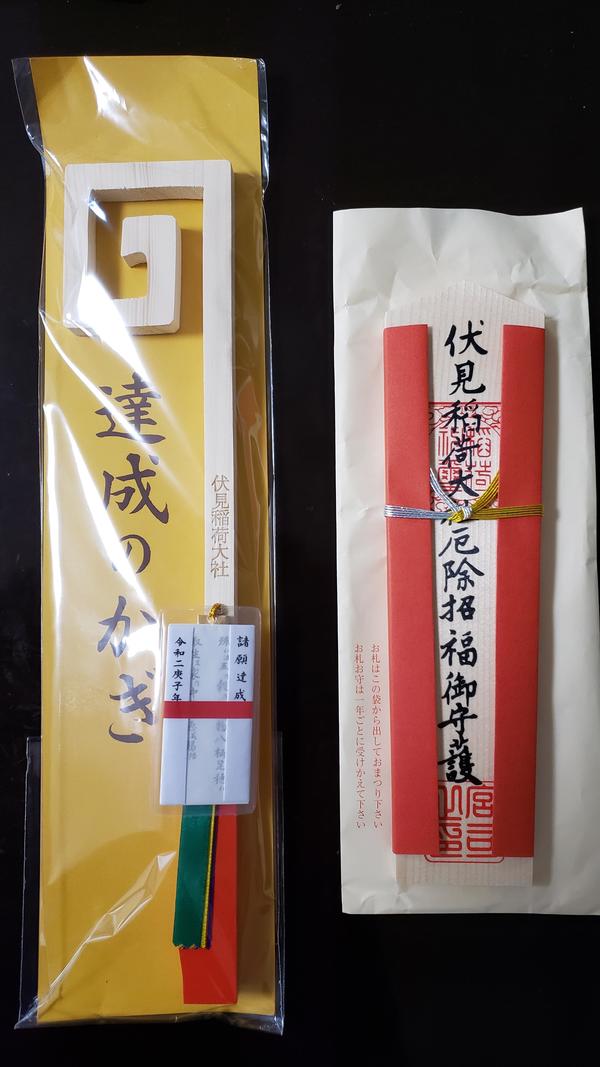 達成のかぎ
伏見稲荷大社
諸願達成
令和二庚子年
伏見稲荷大社厄除招福御守護
お札はこの袋から出しておまつり下さい
お札お守は一年ごとに受けかえて下さい